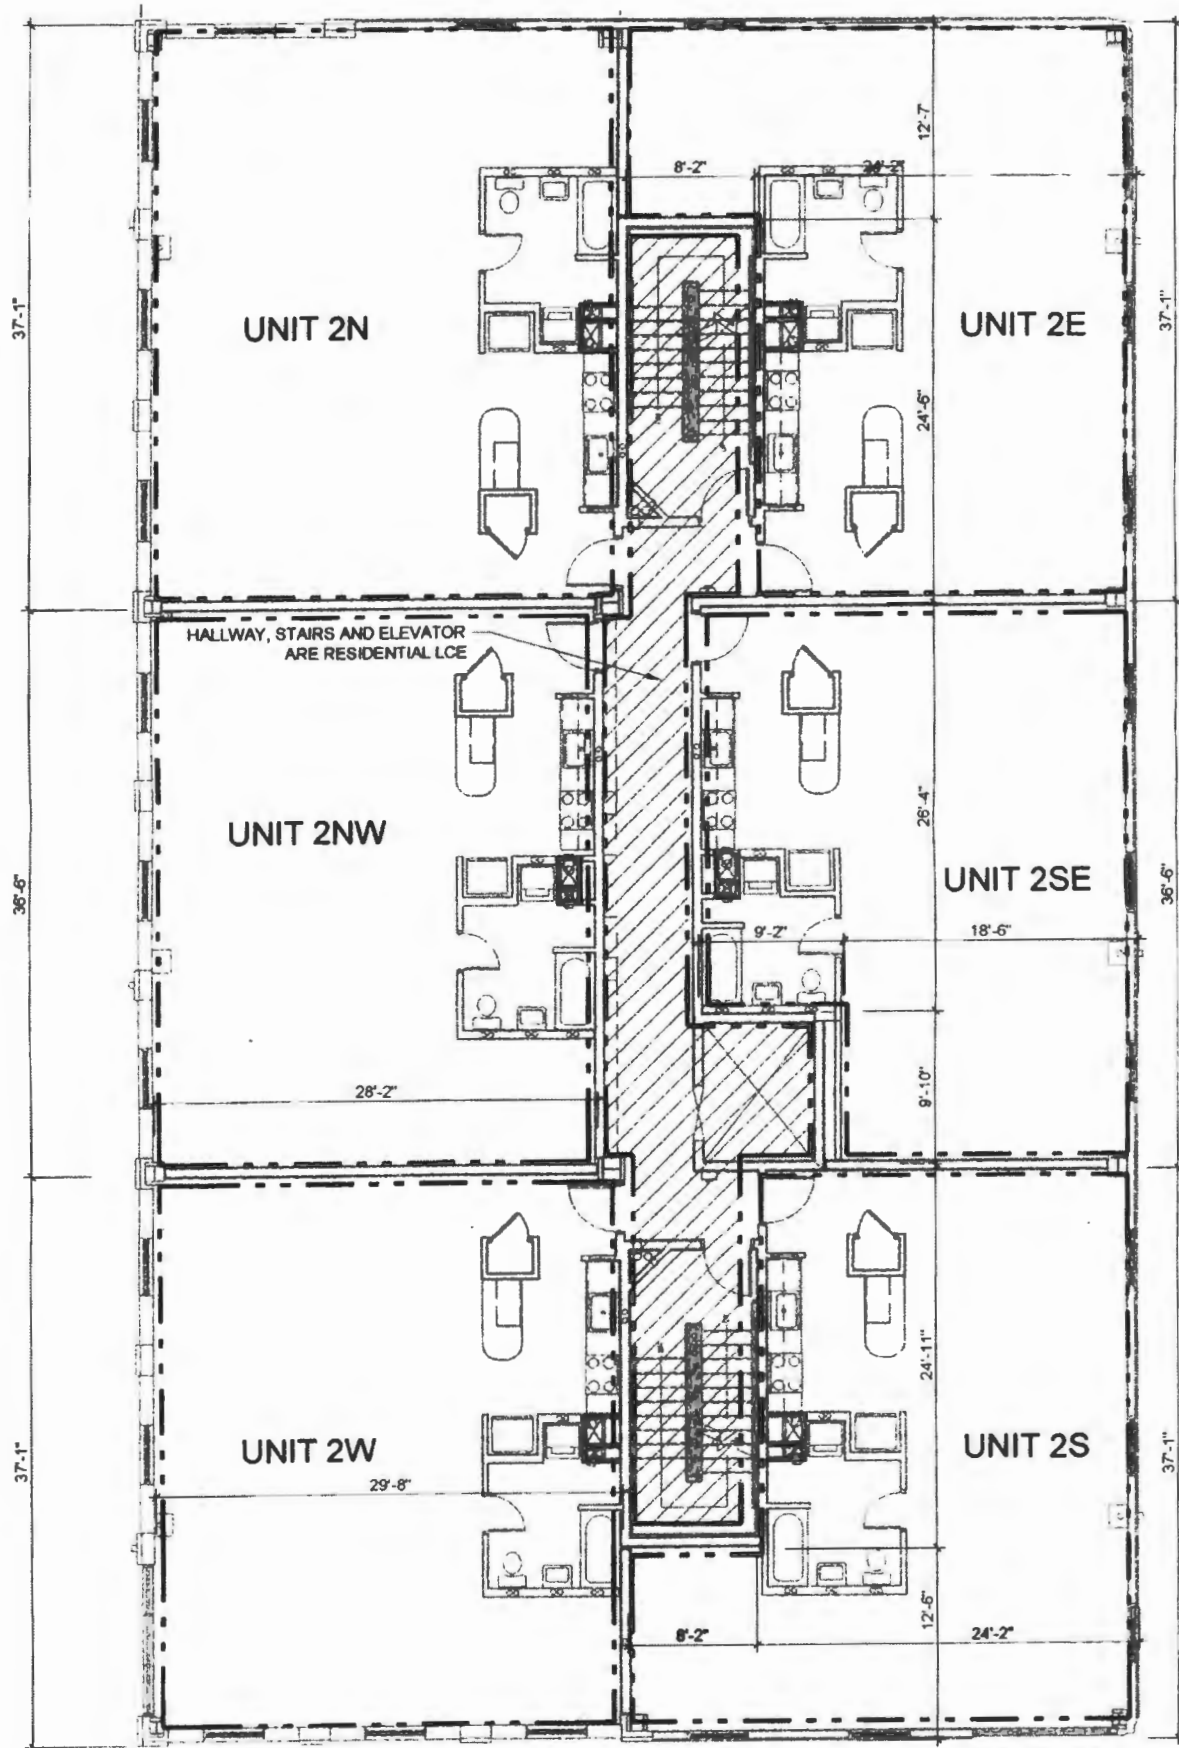 12'-7"
8'-2"
24'-2"
37'-1"
UNIT 2N
UNIT 2E
37'-1"
24'-6"
HALLWAY, STAIRS AND ELEVATOR
ARE RESIDENTIAL LCE
26'-4"
UNIT 2NW
UNIT 2SE
36'-6"
36'-6"
9'-2"
18'-6"
28'-2"
9'-10"
24'-11"
UNIT 2W
UNIT 2S
37'-1"
37'-1"
29'-8"
12'-6"
8'-2"
24'-2"